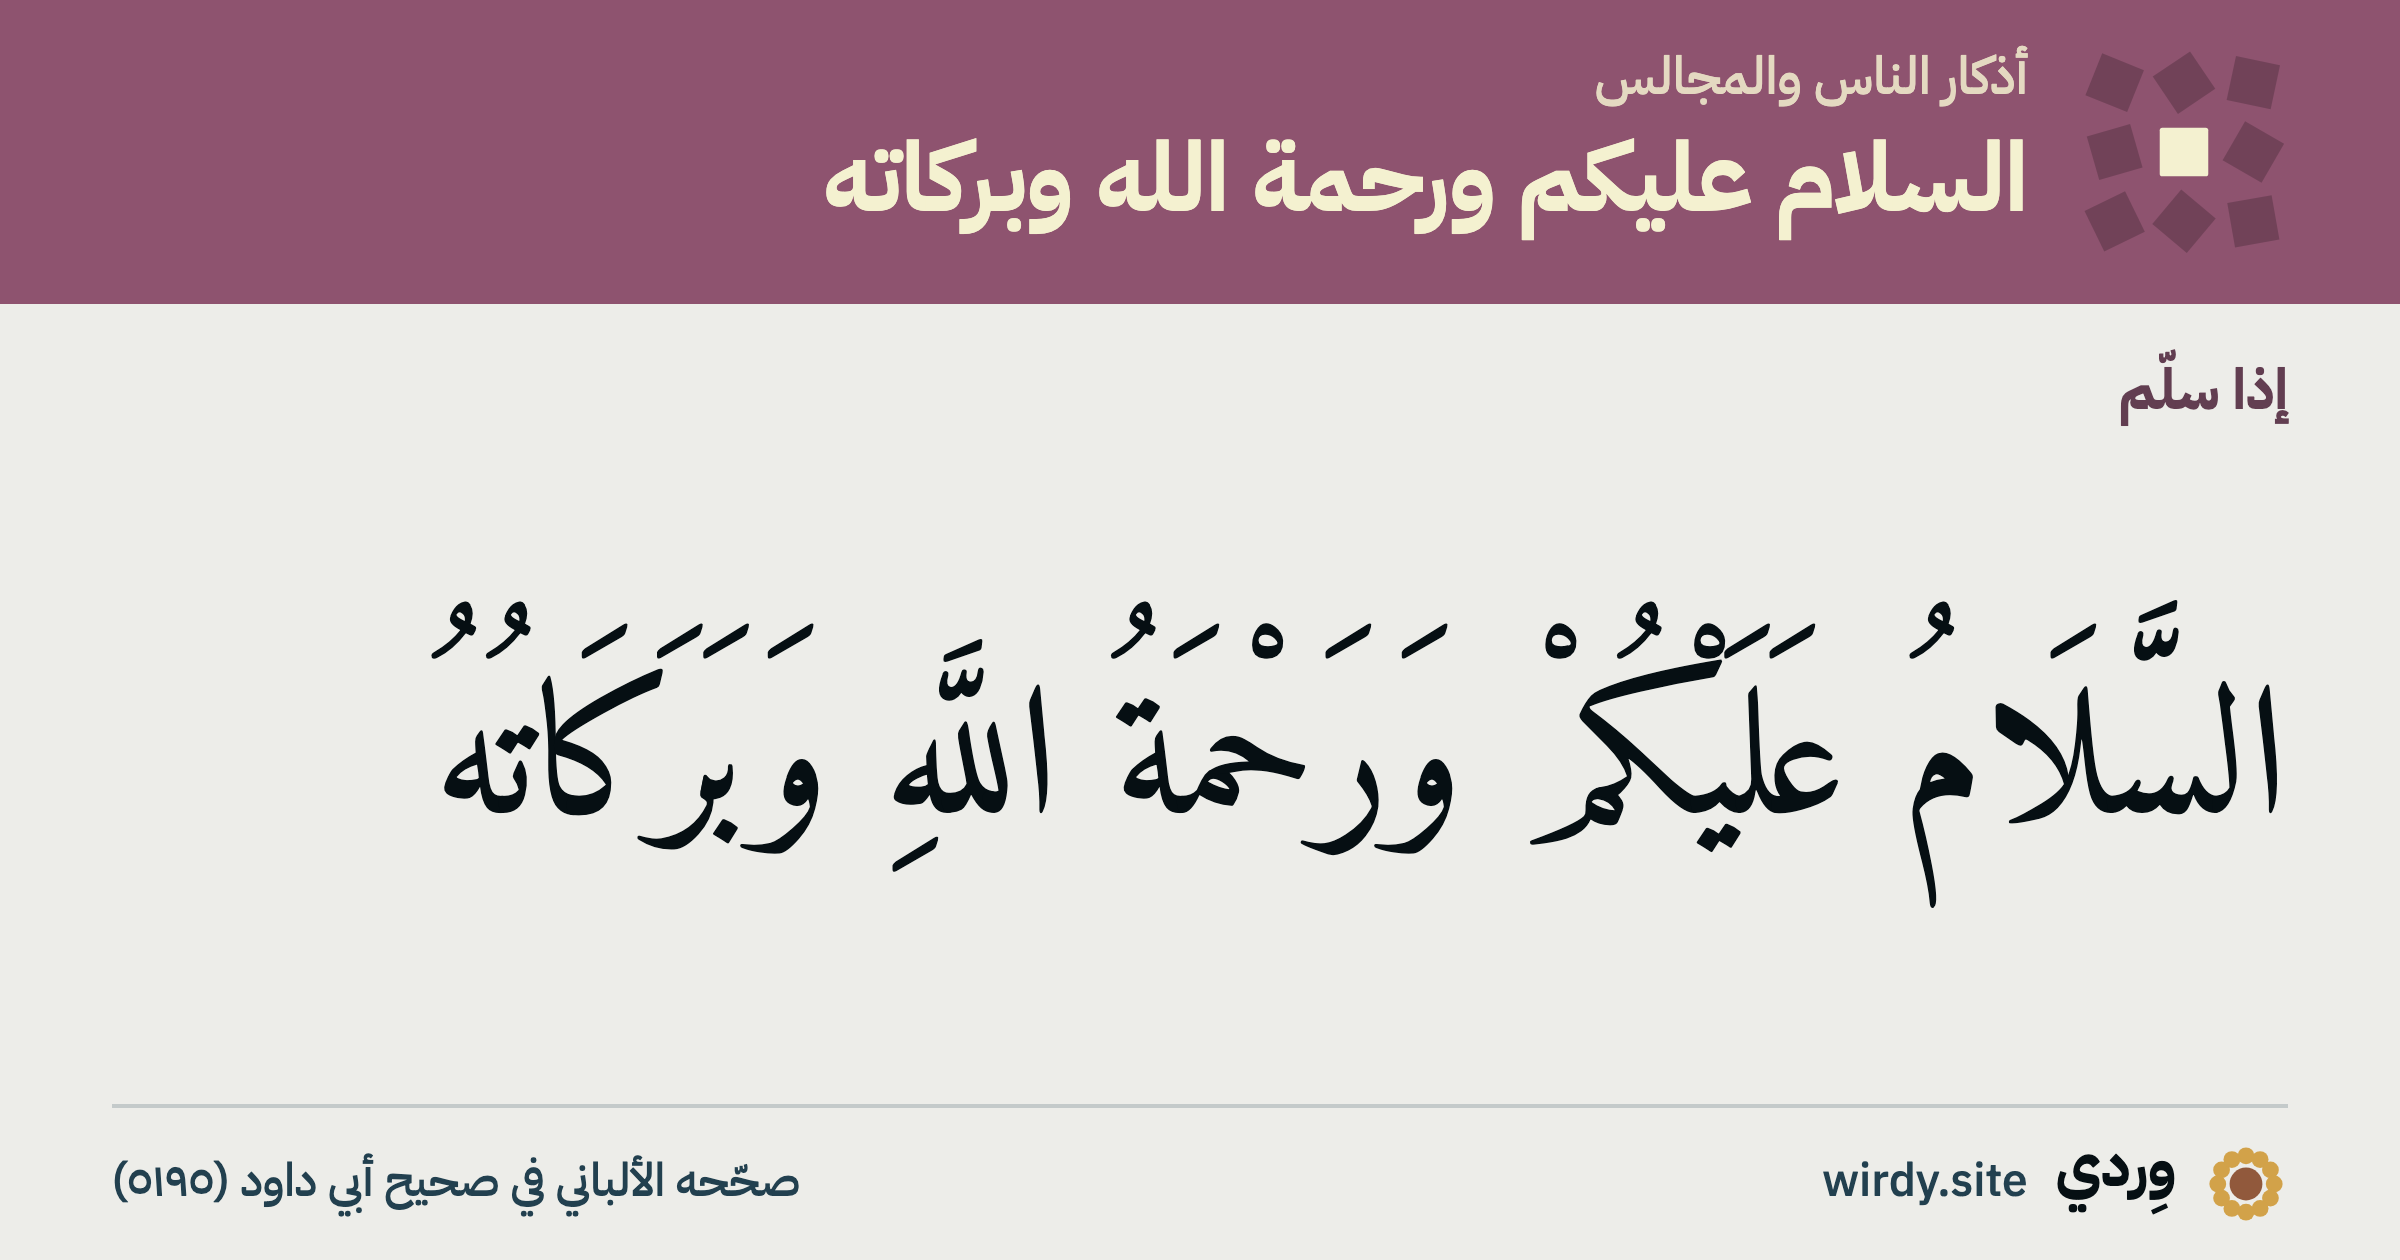 أذكار الناس والمجالس
السلام عليكم ورحمة الله وبركاته
إذا سلّم
السَّلَامُ عَلَيْكُمْ وَرَحْمَةُ اللَّهِ وَبَرَكَاتُهُ
وِردي wirdy.site
صحّحه الألباني في صحيح أبي داود (٥١٩٥)